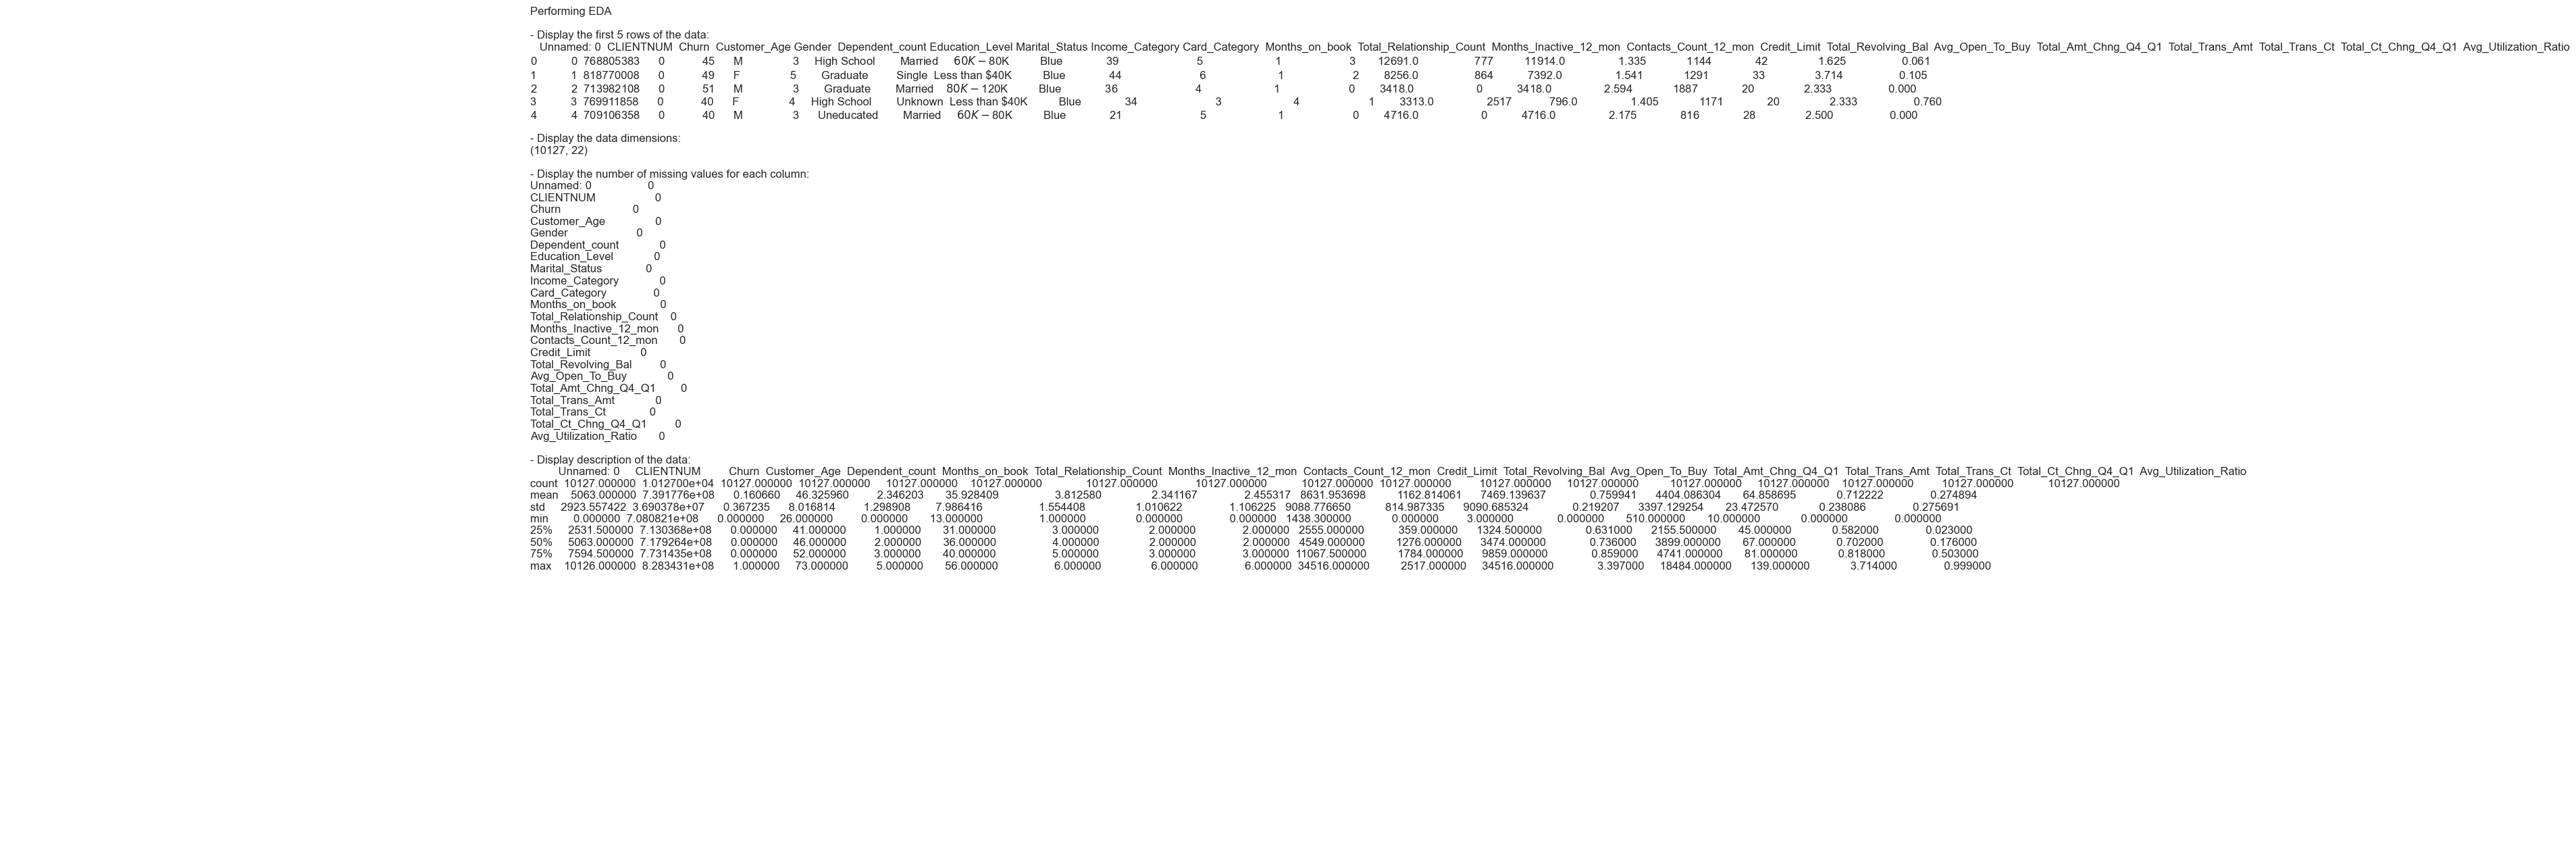 Performing EDA
- Display the first 5 rows of the data:
Unnamed: 0 CLIENTNUM Churn Customer_Age Gender Dependent_count Education_Level Marital_Status Income_Category Card_Category Months_on_book Total_Relationship_Count Months_Inactive_12_mon Contacts_Count_12_mon Credit_Limit Total_Revolving_Bal Avg_Open_To_Buy Total_Amt_Chng_Q4_Q1 Total_Trans_Amt Total_Trans_Ct Total_Ct_Chng_Q4_Q1 Avg_Utilization_Ratio
0 0 768805383 0 45 M 3 High School Married 60K − 80K Blue 39 5 1 3 12691.0 777 11914.0 1.335 1144 42 1.625 0.061
1 1 818770008 0 49 F 5 Graduate Single Less than $40K Blue 44 6 1 2 8256.0 864 7392.0 1.541 1291 33 3.714 0.105
2 2 713982108 0 51 M 3 Graduate Married 80K − 120K Blue 36 4 1 0 3418.0 0 3418.0 2.594 1887 20 2.333 0.000
3 3 769911858 0 40 F 4 High School Unknown Less than $40K Blue 34 3 4 1 3313.0 2517 796.0 1.405 1171 20 2.333 0.760
4 4 709106358 0 40 M 3 Uneducated Married 60K − 80K Blue 21 5 1 0 4716.0 0 4716.0 2.175 816 28 2.500 0.000
- Display the data dimensions:
(10127, 22)
- Display the number of missing values for each column:
Unnamed: 0 0
CLIENTNUM 0
Churn 0
Customer_Age 0
Gender 0
Dependent_count 0
Education_Level 0
Marital_Status 0
Income_Category 0
Card_Category 0
Months_on_book 0
Total_Relationship_Count 0
Months_Inactive_12_mon 0
Contacts_Count_12_mon 0
Credit_Limit 0
Total_Revolving_Bal 0
Avg_Open_To_Buy 0
Total_Amt_Chng_Q4_Q1 0
Total_Trans_Amt 0
Total_Trans_Ct 0
Total_Ct_Chng_Q4_Q1 0
Avg_Utilization_Ratio 0
- Display description of the data:
Unnamed: 0 CLIENTNUM Churn Customer_Age Dependent_count Months_on_book Total_Relationship_Count Months_Inactive_12_mon Contacts_Count_12_mon Credit_Limit Total_Revolving_Bal Avg_Open_To_Buy Total_Amt_Chng_Q4_Q1 Total_Trans_Amt Total_Trans_Ct Total_Ct_Chng_Q4_Q1 Avg_Utilization_Ratio
count 10127.000000 1.012700e+04 10127.000000 10127.000000 10127.000000 10127.000000 10127.000000 10127.000000 10127.000000 10127.000000 10127.000000 10127.000000 10127.000000 10127.000000 10127.000000 10127.000000 10127.000000
mean 5063.000000 7.391776e+08 0.160660 46.325960 2.346203 35.928409 3.812580 2.341167 2.455317 8631.953698 1162.814061 7469.139637 0.759941 4404.086304 64.858695 0.712222 0.274894
std 2923.557422 3.690378e+07 0.367235 8.016814 1.298908 7.986416 1.554408 1.010622 1.106225 9088.776650 814.987335 9090.685324 0.219207 3397.129254 23.472570 0.238086 0.275691
min 0.000000 7.080821e+08 0.000000 26.000000 0.000000 13.000000 1.000000 0.000000 0.000000 1438.300000 0.000000 3.000000 0.000000 510.000000 10.000000 0.000000 0.000000
25% 2531.500000 7.130368e+08 0.000000 41.000000 1.000000 31.000000 3.000000 2.000000 2.000000 2555.000000 359.000000 1324.500000 0.631000 2155.500000 45.000000 0.582000 0.023000
50% 5063.000000 7.179264e+08 0.000000 46.000000 2.000000 36.000000 4.000000 2.000000 2.000000 4549.000000 1276.000000 3474.000000 0.736000 3899.000000 67.000000 0.702000 0.176000
75% 7594.500000 7.731435e+08 0.000000 52.000000 3.000000 40.000000 5.000000 3.000000 3.000000 11067.500000 1784.000000 9859.000000 0.859000 4741.000000 81.000000 0.818000 0.503000
max 10126.000000 8.283431e+08 1.000000 73.000000 5.000000 56.000000 6.000000 6.000000 6.000000 34516.000000 2517.000000 34516.000000 3.397000 18484.000000 139.000000 3.714000 0.999000